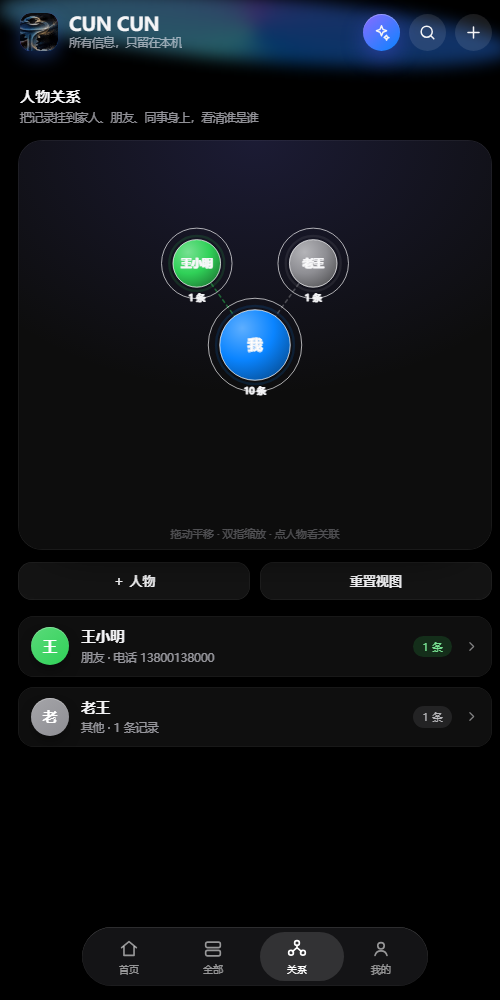 CUN CUN
所有信息，只留在本机
人物关系
把记录挂到家人、朋友、同事身上，看清谁是谁
王小明
老王
1 条
1 条
我
10 条
拖动平移 · 双指缩放 · 点人物看关联
+ 人物
重置视图
王
王小明
朋友 · 电话 13800138000
1 条
老
老王
其他 · 1 条记录
1 条
首页
全部
关系
我的